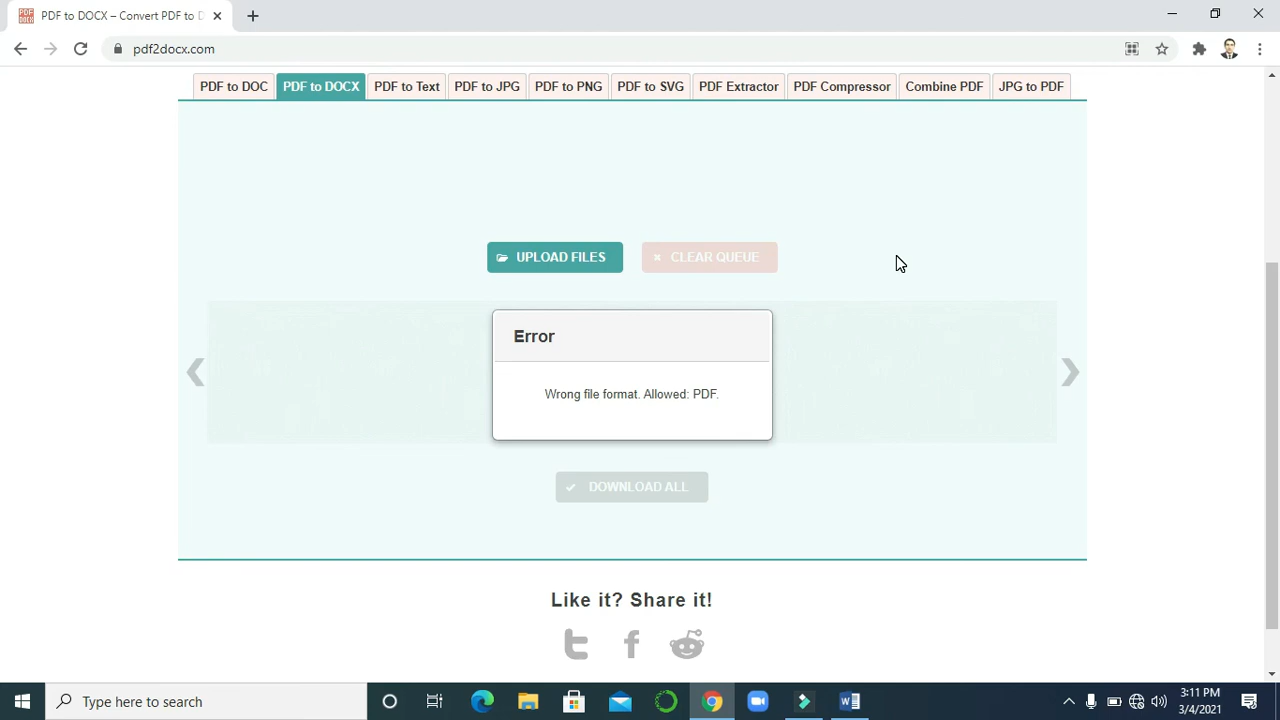 PDF to DOCX – Convert PDF to D
pdf2docx.com
PDF to DOC
PDF to DOCX
PDF to Text
PDF to JPG
PDF to PNG
PDF to SVG
PDF Extractor
PDF Compressor
Combine PDF
JPG to PDF
UPLOAD FILES
CLEAR QUEUE
Error
Wrong file format. Allowed: PDF.
DOWNLOAD ALL
Like it? Share it!
Type here to search
3:11 PM
3/4/2021